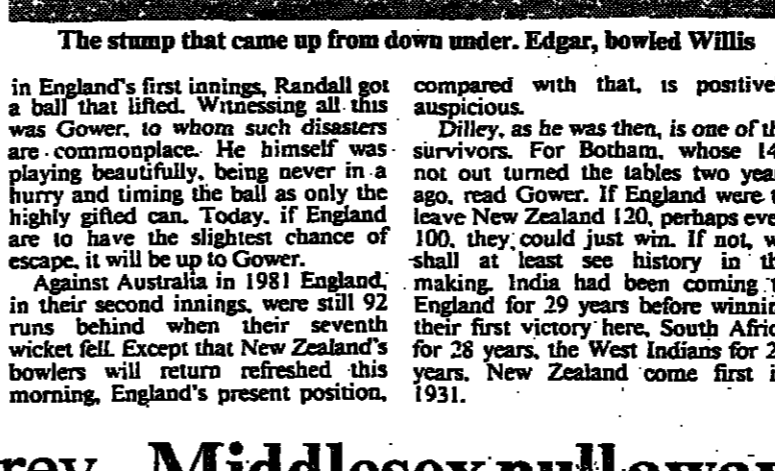 The stump that came up from down under. Edgar, bowled Willis
in England's first innings, Randall got
a ball that lifted. Witnessing all this
was Gower, to whom such disasters
are commonplace. He himself was
playing beautifully, being never in a
hurry and timing the ball as only the
highly gifted can. Today, if England
are to have the slightest chance of
escape, it will be up to Gower.
Against Australia in 1981 England,
in their second innings, were still 92
runs behind when their seventh
wicket fell. Except that New Zealand's
bowlers will return refreshed this
morning, England's present position,
compared with that, is positive
auspicious.
Dilley, as he was then, is one of th
survivors. For Botham, whose 14
not out turned the tables two year
ago, read Gower. If England were t
leave New Zealand 120, perhaps eve
100, they could just win. If not, w
shall at least see history in th
making. India had been coming t
England for 29 years before winnin
their first victory here, South Afric
for 28 years, the West Indians for 2
years. New Zealand come first i
1931.
rey Middlesex pull away